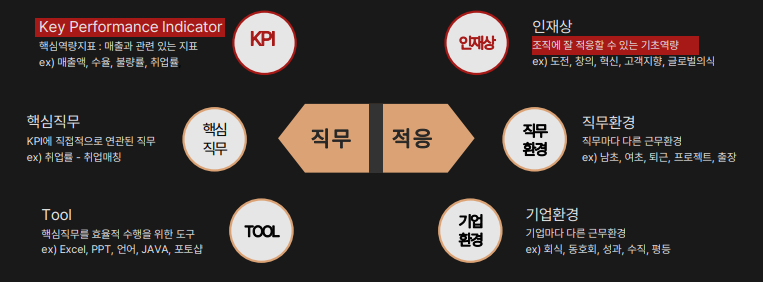 Key Performance Indicator
핵심역량지표 : 매출과 관련 있는 지표
ex) 매출액, 수율, 불량률, 취업률
KPI
인재상
인재상
조직에 잘 적응할 수 있는 기초역량
ex) 도전, 창의, 혁신, 고객지향, 글로벌의식
핵심직무
KPI에 직접적으로 연관된 직무
ex) 취업률 - 취업매칭
핵심
직무
직무
적응
직무
환경
직무환경
직무마다 다른 근무환경
ex) 남초, 여초, 퇴근, 프로젝트, 출장
Tool
핵심직무를 효율적 수행을 위한 도구
ex) Excel, PPT, 언어, JAVA, 포토샵
TOOL
기업
환경
기업환경
기업마다 다른 근무환경
ex) 회식, 동호회, 성과, 수직, 평등